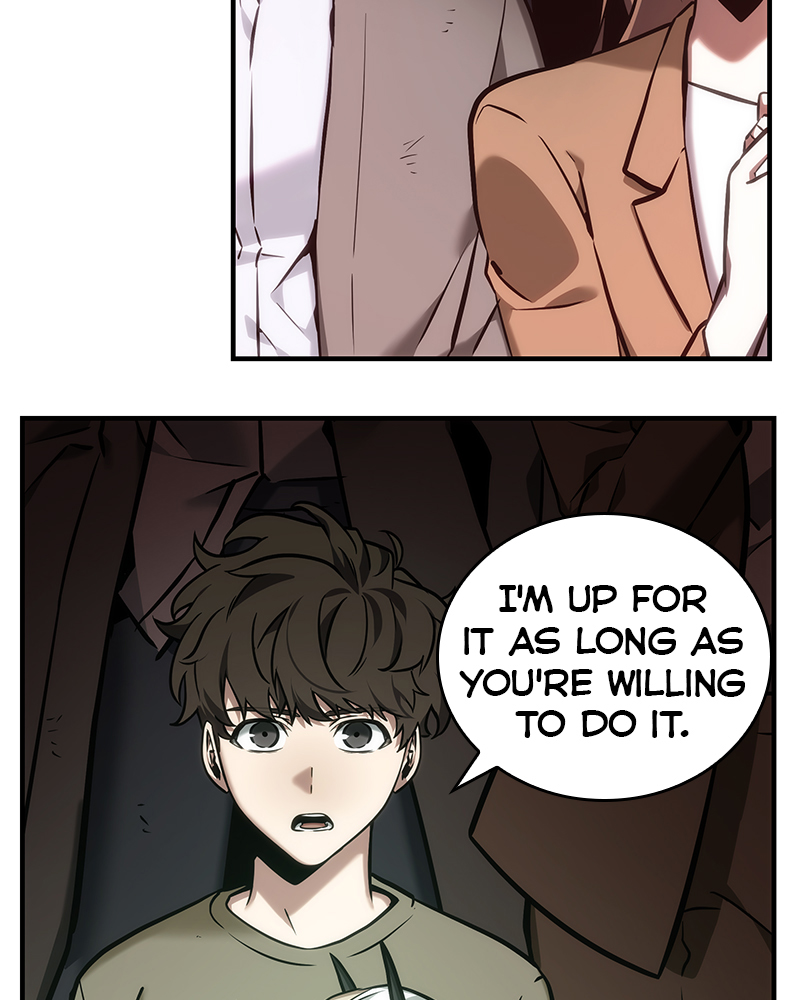 I'M UP FOR
IT AS LONG AS
YOU'RE WILLING
TO DO IT.